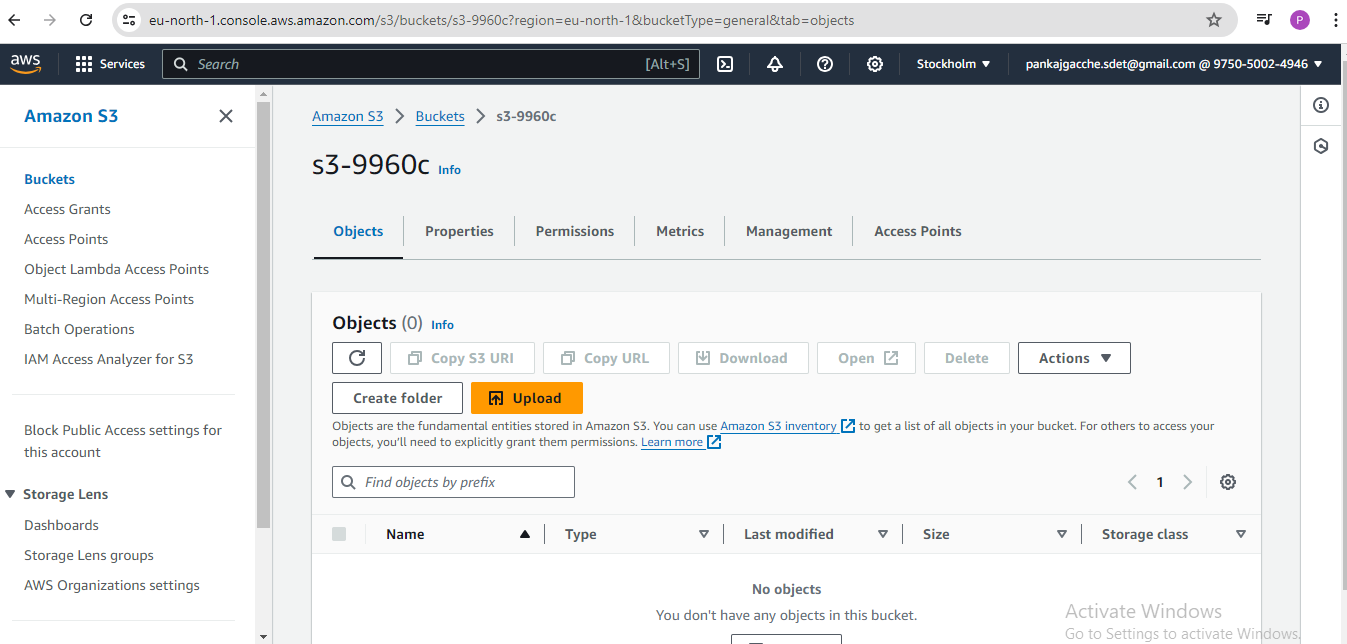 eu-north-1.console.aws.amazon.com/s3/buckets/s3-9960c?region=eu-north-1&bucketType=general&tab=objects
P
aws
Services
Search
[Alt+S]
Stockholm
pankajgacche.sdet@gmail.com @ 9750-5002-4946
Amazon S3
Buckets
Access Grants
Access Points
Object Lambda Access Points
Multi-Region Access Points
Batch Operations
IAM Access Analyzer for S3
Block Public Access settings for
this account
Storage Lens
Dashboards
Storage Lens groups
AWS Organizations settings
Amazon S3 > Buckets > s3-9960c
s3-9960c Info
Objects
Properties
Permissions
Metrics
Management
Access Points
Objects (0) Info
Copy S3 URI
Copy URL
Download
Open
Delete
Actions
Create folder
Upload
Objects are the fundamental entities stored in Amazon S3. You can use Amazon S3 inventory to get a list of all objects in your bucket. For others to access your
objects, you'll need to explicitly grant them permissions. Learn more
Find objects by prefix
1
Name
Type
Last modified
Size
Storage class
No objects
You don't have any objects in this bucket.
Activate Windows
Go to Settings to activate Windows.